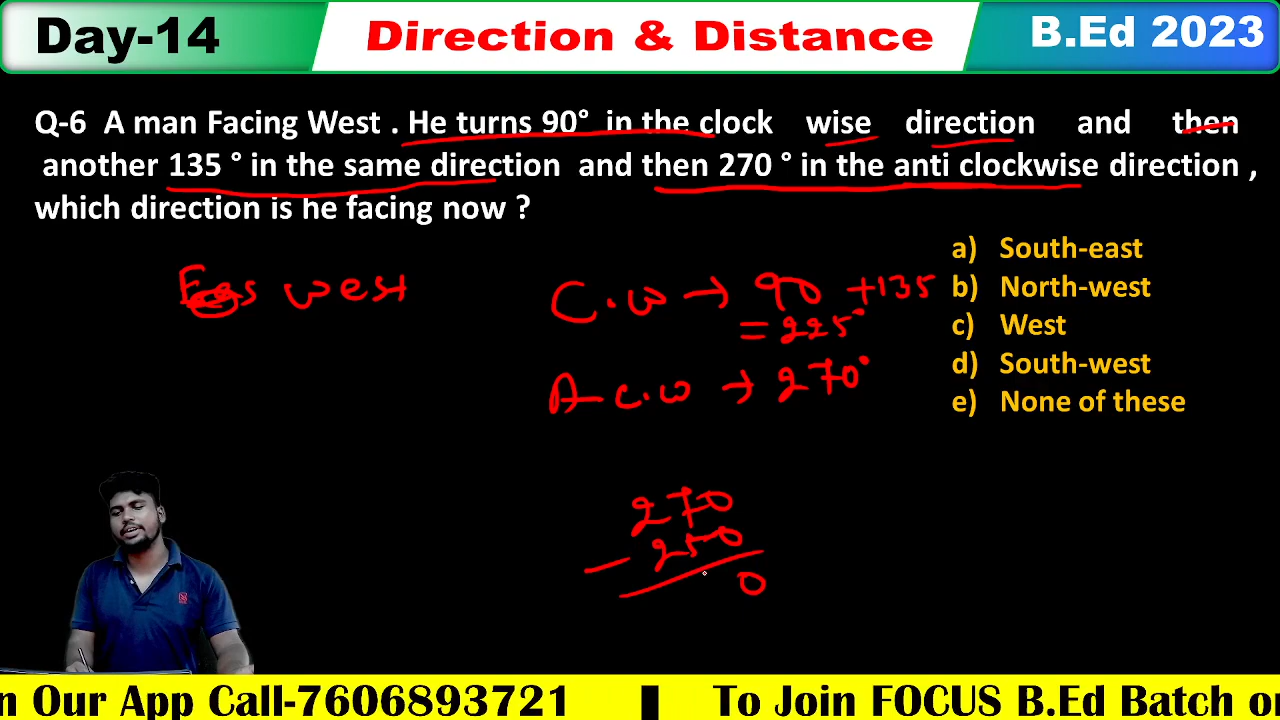 Day-14
Direction & Distance
B.Ed 2023
Q-6 A man Facing West . He turns 90° in the clock wise direction and then
another 135 ° in the same direction and then 270 ° in the anti clockwise direction ,
which direction is he facing now ?
a) South-east
b) North-west
c) West
d) South-west
e) None of these
west
C.W → 90 +135
= 225°
A C.W → 270°
270
- 250
0
n Our App Call-7606893721 ▮ To Join FOCUS B.Ed Batch o